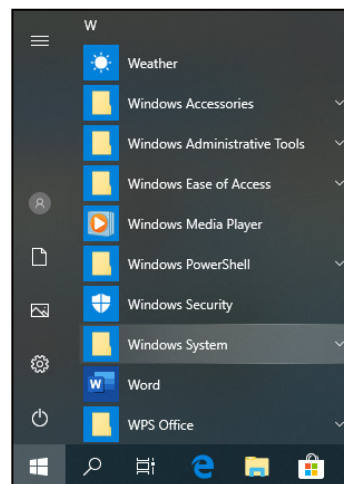 W
Weather
Windows Accessories
Windows Administrative Tools
Windows Ease of Access
Windows Media Player
Windows PowerShell
Windows Security
Windows System
W Word
WPS Office